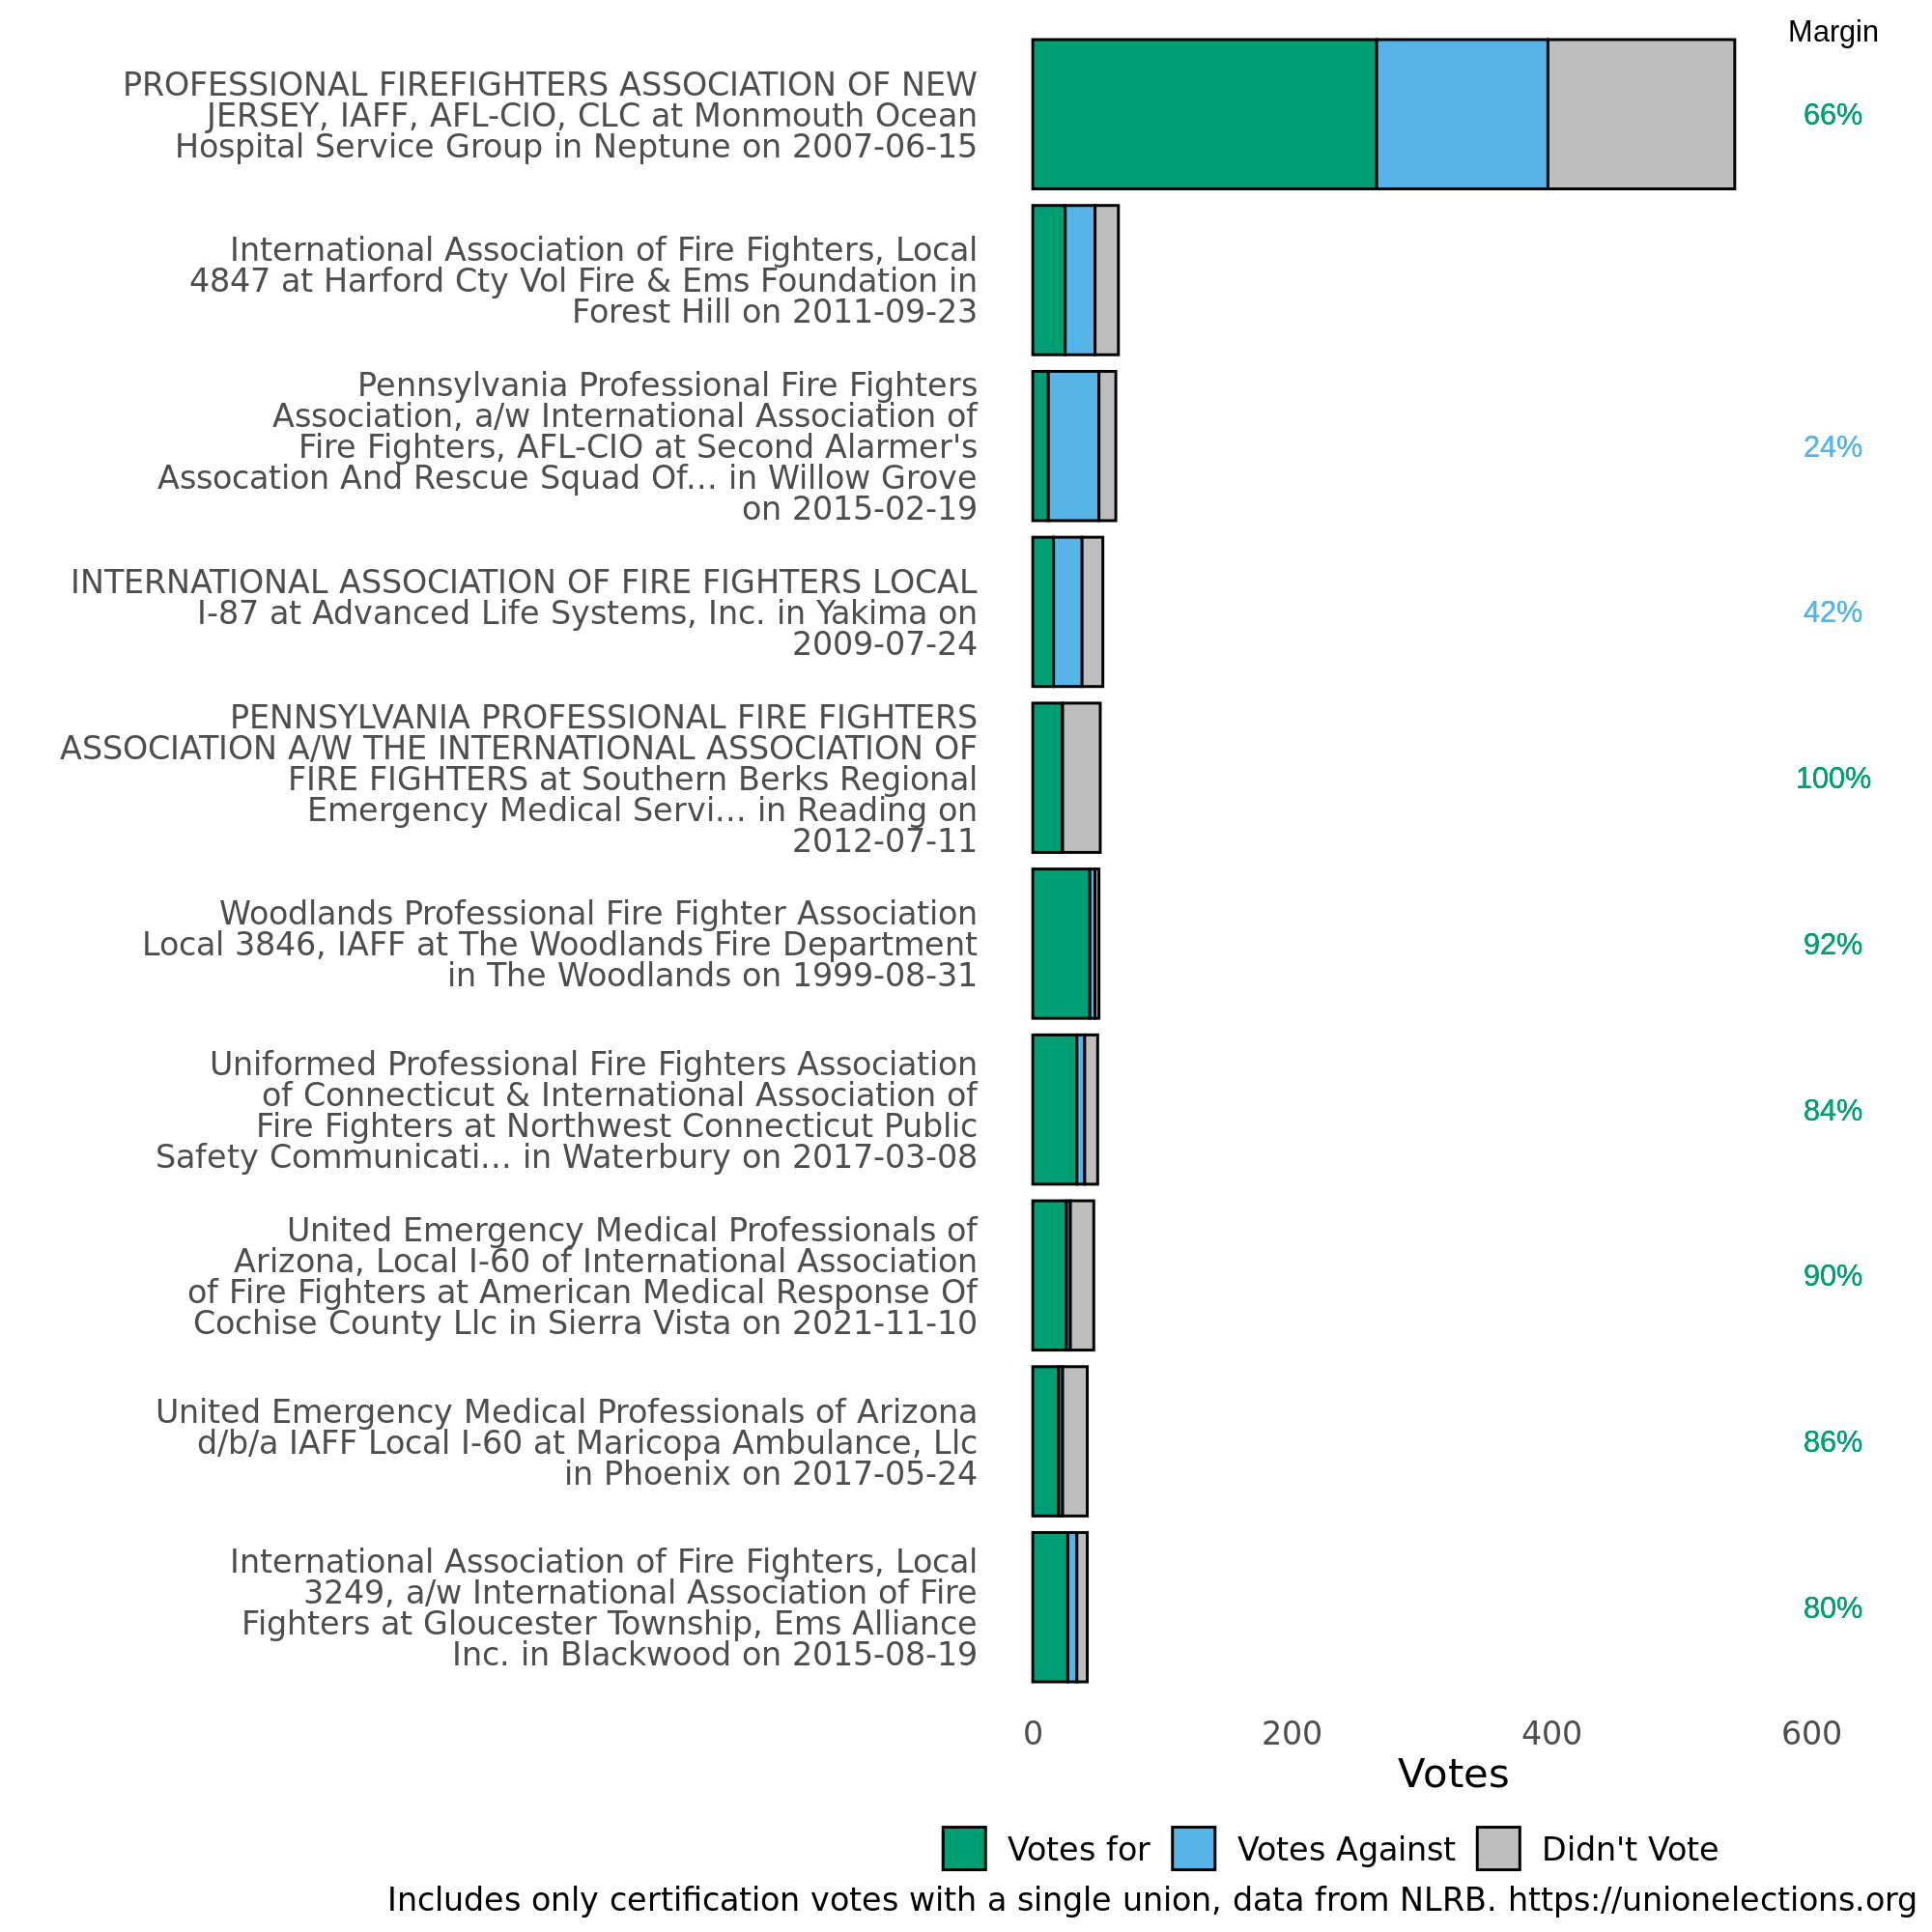 Margin
PROFESSIONAL FIREFIGHTERS ASSOCIATION OF NEW
JERSEY, IAFF, AFL-CIO, CLC at Monmouth Ocean
Hospital Service Group in Neptune on 2007-06-15
66%
International Association of Fire Fighters, Local
4847 at Harford Cty Vol Fire & Ems Foundation in
Forest Hill on 2011-09-23
Pennsylvania Professional Fire Fighters
Association, a/w International Association of
Fire Fighters, AFL-CIO at Second Alarmer's
Assocation And Rescue Squad Of... in Willow Grove
on 2015-02-19
24%
INTERNATIONAL ASSOCIATION OF FIRE FIGHTERS LOCAL
I-87 at Advanced Life Systems, Inc. in Yakima on
2009-07-24
42%
PENNSYLVANIA PROFESSIONAL FIRE FIGHTERS
ASSOCIATION A/W THE INTERNATIONAL ASSOCIATION OF
FIRE FIGHTERS at Southern Berks Regional
Emergency Medical Servi... in Reading on
2012-07-11
100%
Woodlands Professional Fire Fighter Association
Local 3846, IAFF at The Woodlands Fire Department
in The Woodlands on 1999-08-31
92%
Uniformed Professional Fire Fighters Association
of Connecticut & International Association of
Fire Fighters at Northwest Connecticut Public
Safety Communicati... in Waterbury on 2017-03-08
84%
United Emergency Medical Professionals of
Arizona, Local I-60 of International Association
of Fire Fighters at American Medical Response Of
Cochise County Llc in Sierra Vista on 2021-11-10
90%
United Emergency Medical Professionals of Arizona
d/b/a IAFF Local I-60 at Maricopa Ambulance, Llc
in Phoenix on 2017-05-24
86%
International Association of Fire Fighters, Local
3249, a/w International Association of Fire
Fighters at Gloucester Township, Ems Alliance
Inc. in Blackwood on 2015-08-19
80%
0 200 400 600
Votes
Votes for Votes Against Didn't Vote
Includes only certification votes with a single union, data from NLRB. https://unionelections.org